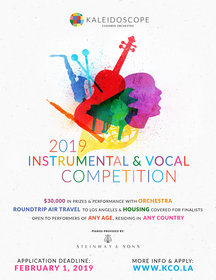 KALEIDOSCOPE
CHAMBER ORCHESTRA
2019
INSTRUMENTAL & VOCAL
COMPETITION
$30,000 IN PRIZES & PERFORMANCE WITH ORCHESTRA
ROUNDTRIP AIR TRAVEL TO LOS ANGELES & HOUSING COVERED FOR FINALISTS
OPEN TO PERFORMERS OF ANY AGE, RESIDING IN ANY COUNTRY
PIANOS PROVIDED BY:
STEINWAY & SONS
APPLICATION DEADLINE:
FEBRUARY 1, 2019
MORE INFO & APPLY:
WWW.KCO.LA